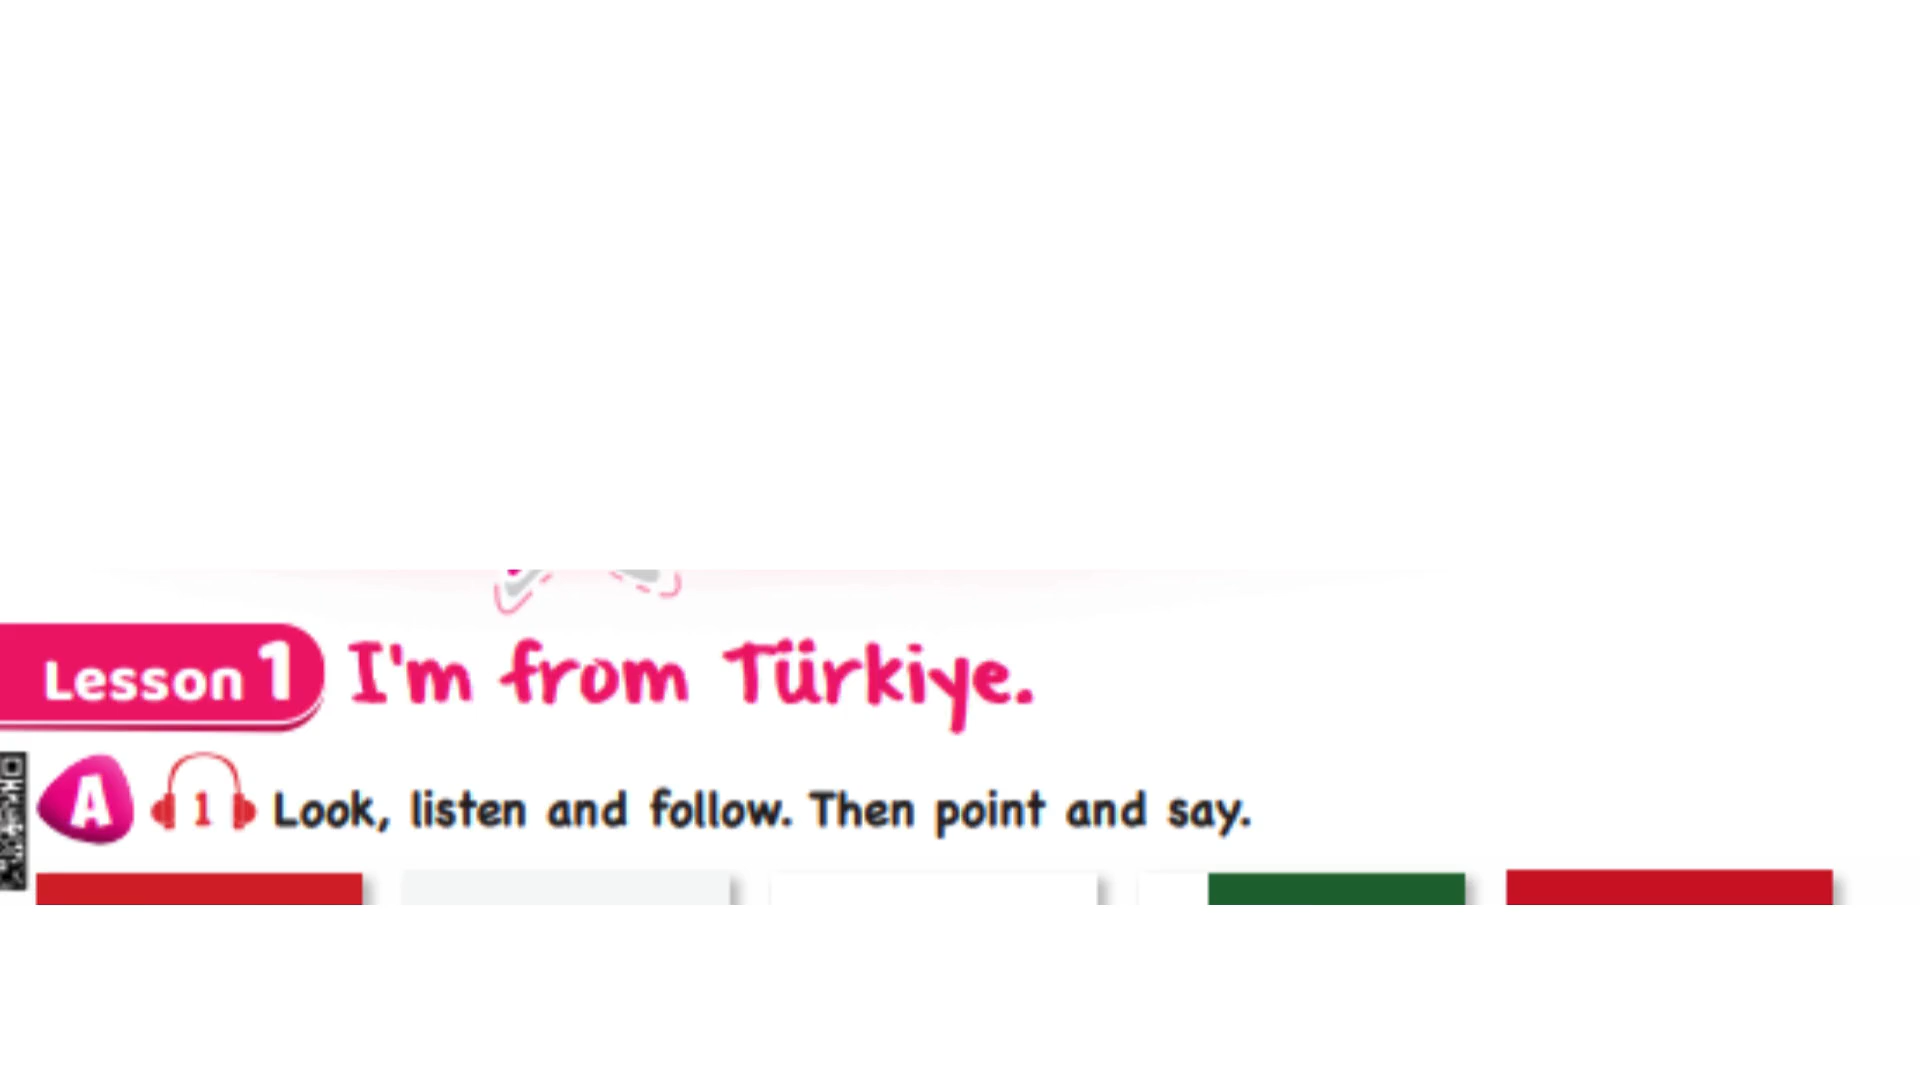 Lesson 1 I'm from Türkiye.
A 1 Look, listen and follow. Then point and say.